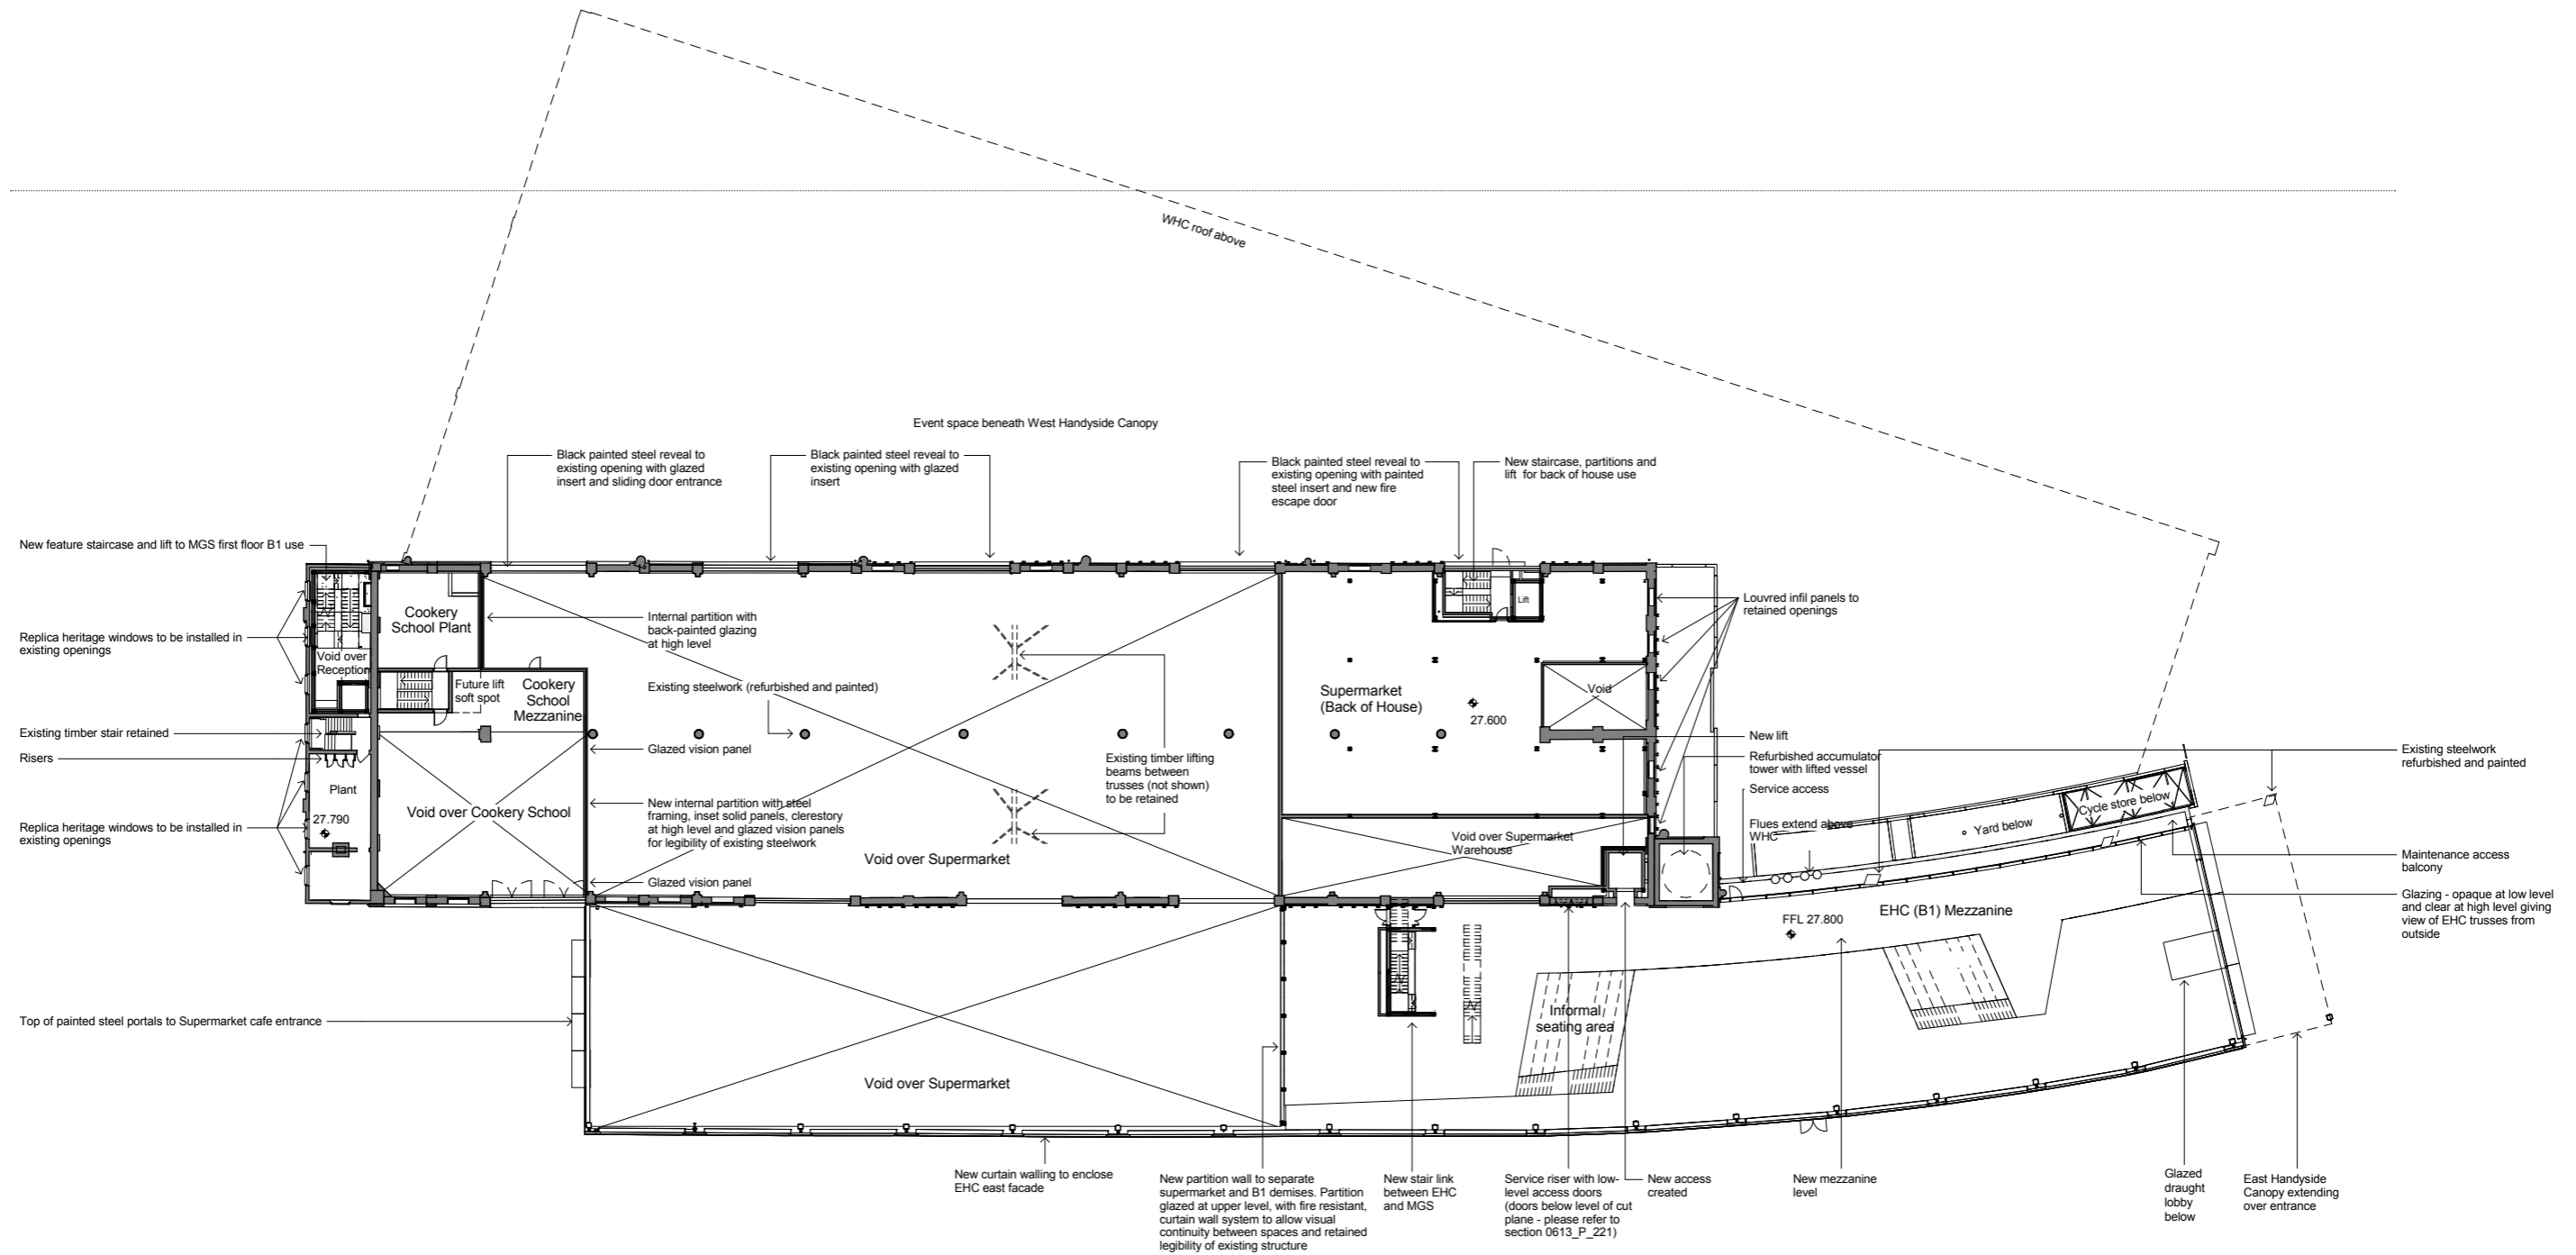 WHC roof above
Event space beneath West Handyside Canopy
Black painted steel reveal to
existing opening with glazed
insert and sliding door entrance
Black painted steel reveal to
existing opening with glazed
insert
Black painted steel reveal to
existing opening with painted
steel insert and new fire
escape door
New staircase, partitions and
lift for back of house use
New feature staircase and lift to MGS first floor B1 use
Replica heritage windows to be installed in
existing openings
Void over
Reception
Cookery
School Plant
Internal partition with
back-painted glazing
at high level
Lift
Louvred infil panels to
retained openings
Future lift
soft spot
Cookery
School
Mezzanine
Existing steelwork (refurbished and painted)
Supermarket
(Back of House)
27.600
Void
Existing timber stair retained
Risers
Plant
27.790
Replica heritage windows to be installed in
existing openings
Void over Cookery School
Glazed vision panel
New internal partition with steel
framing, inset solid panels, clerestory
at high level and glazed vision panels
for legibility of existing steelwork
Glazed vision panel
Existing timber lifting
beams between
trusses (not shown)
to be retained
Void over Supermarket
Void over Supermarket
Warehouse
New lift
Refurbished accumulator
tower with lifted vessel
Service access
Flues extend above
WHC
Yard below
Cycle store below
Existing steelwork
refurbished and painted
Maintenance access
balcony
Glazing - opaque at low level
and clear at high level giving
view of EHC trusses from
outside
EHC (B1) Mezzanine
FFL 27.800
Informal
seating area
Top of painted steel portals to Supermarket cafe entrance
Void over Supermarket
New curtain walling to enclose
EHC east facade
New partition wall to separate
supermarket and B1 demises. Partition
glazed at upper level, with fire resistant,
curtain wall system to allow visual
continuity between spaces and retained
legibility of existing structure
New stair link
between EHC
and MGS
Service riser with low-
level access doors
(doors below level of cut
plane - please refer to
section 0613_P_221)
New access
created
New mezzanine
level
Glazed
draught
lobby
below
East Handyside
Canopy extending
over entrance